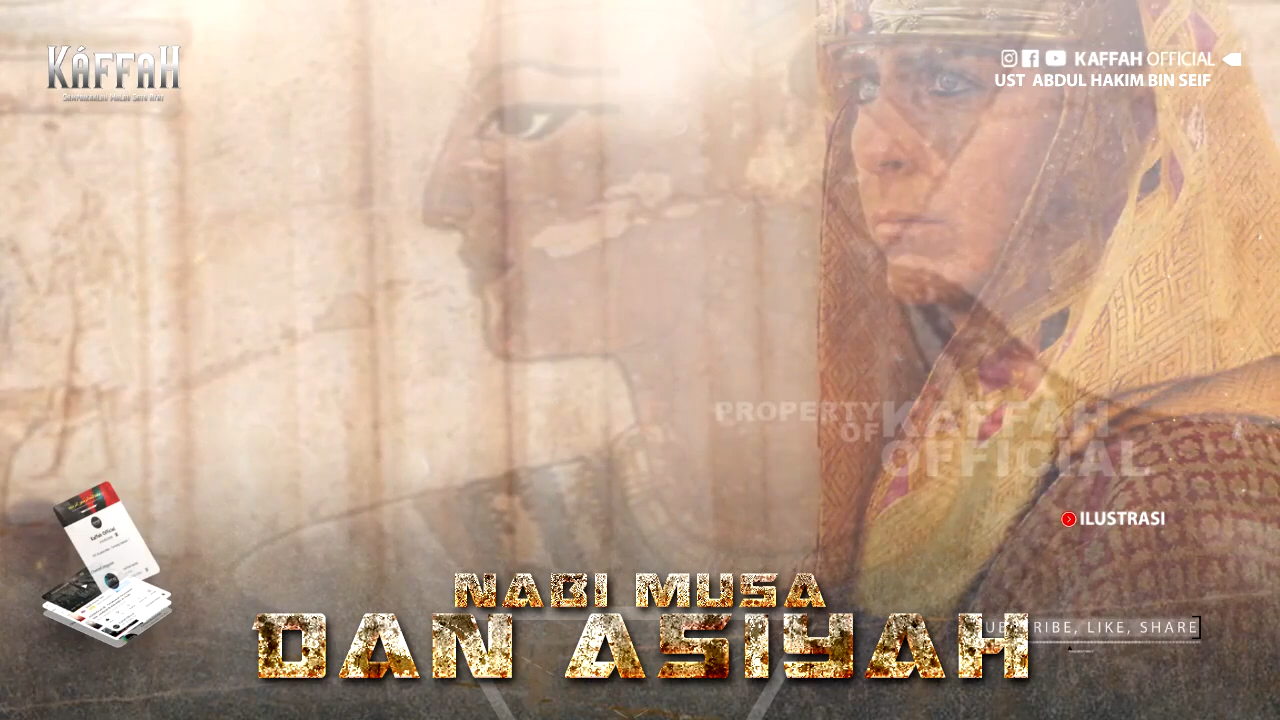 KÁFFAH
KAFFAH OFFICIAL
UST ABDUL HAKIM BIN SEIF
PROPERTY OF
KAFFAH OFFICIAL
ILUSTRASI
NABI MUSA
DAN ASIYAH
LIKE, SHARE